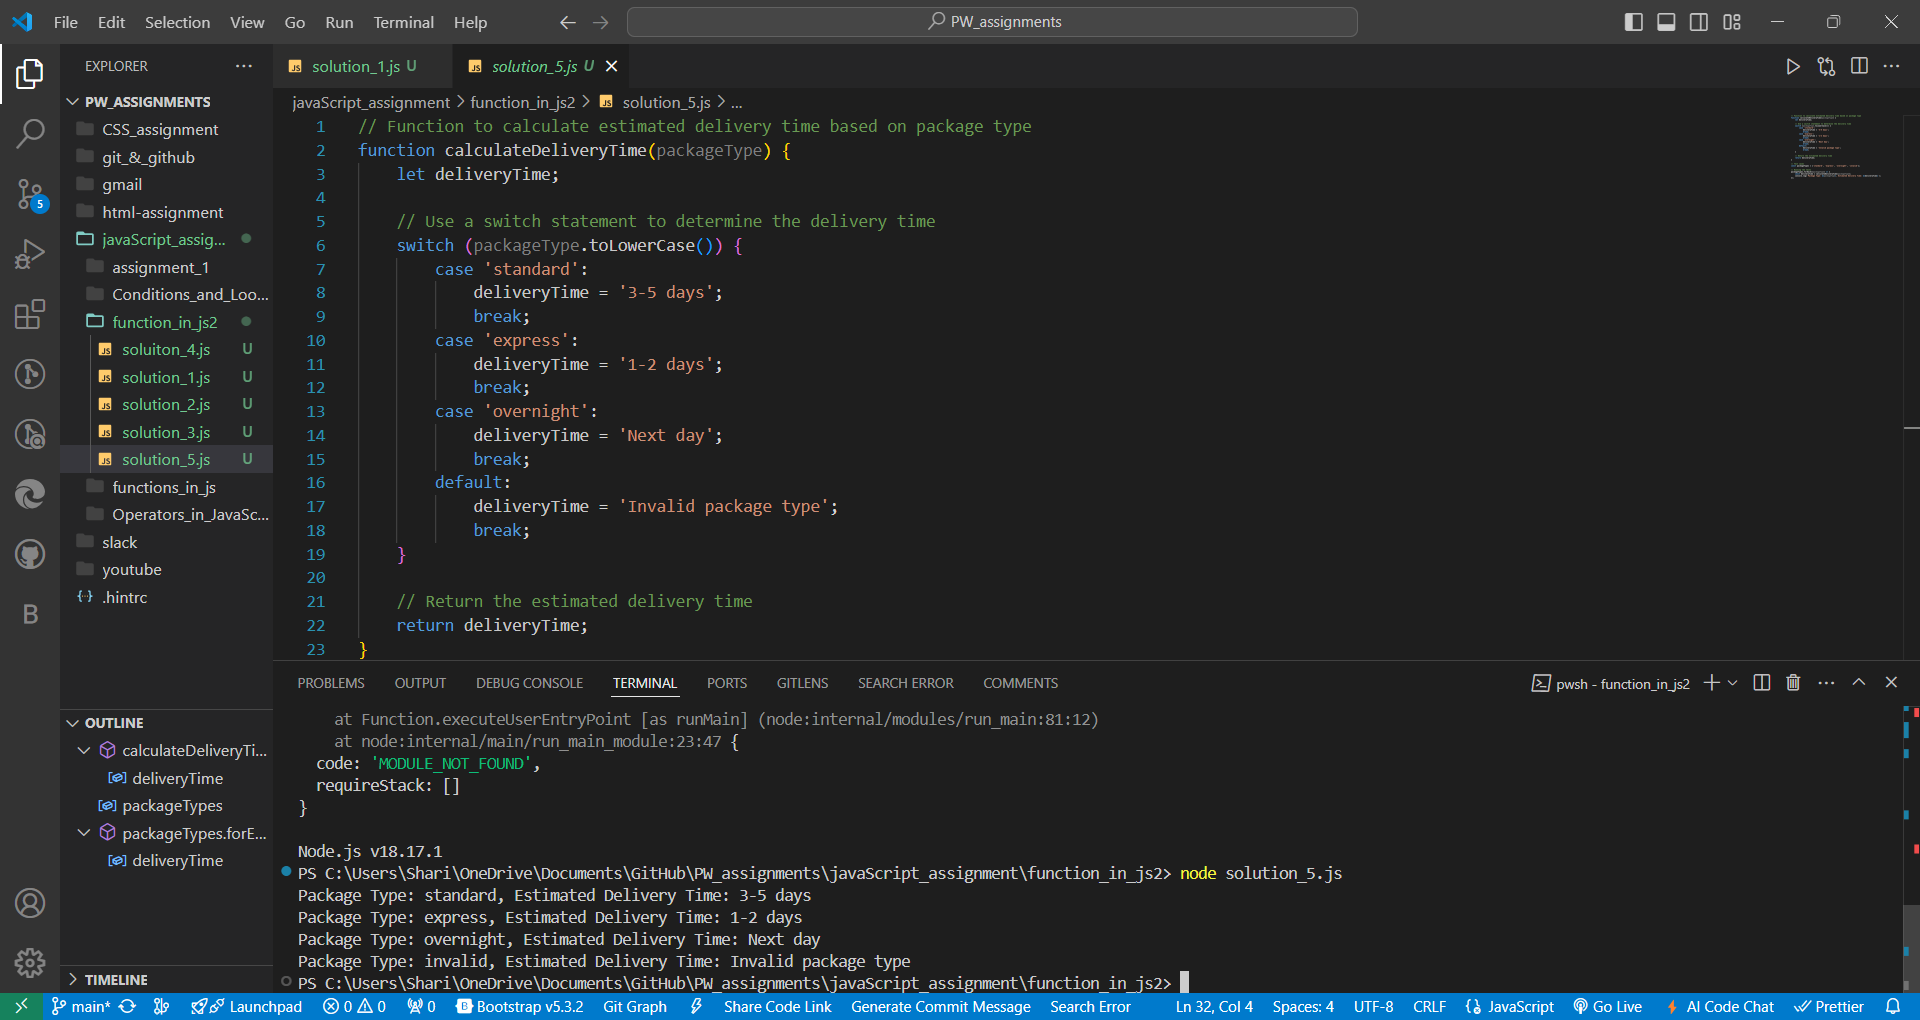 File Edit Selection View Go Run Terminal Help
PW_assignments
EXPLORER
PW_ASSIGNMENTS
CSS_assignment
git_&_github
gmail
html-assignment
javaScript_assig...
assignment_1
Conditions_and_Loo...
function_in_js2
soluiton_4.js U
solution_1.js U
solution_2.js U
solution_3.js U
solution_5.js U
functions_in_js
Operators_in_JavaSc...
slack
youtube
.hintrc
OUTLINE
calculateDeliveryTi...
deliveryTime
packageTypes
packageTypes.forE...
deliveryTime
TIMELINE
5
B
solution_1.js U
solution_5.js U
javaScript_assignment > function_in_js2 > JS solution_5.js > ...
1 // Function to calculate estimated delivery time based on package type
2 function calculateDeliveryTime(packageType) {
3 let deliveryTime;
4
5 // Use a switch statement to determine the delivery time
6 switch (packageType.toLowerCase()) {
7 case 'standard':
8 deliveryTime = '3-5 days';
9 break;
10 case 'express':
11 deliveryTime = '1-2 days';
12 break;
13 case 'overnight':
14 deliveryTime = 'Next day';
15 break;
16 default:
17 deliveryTime = 'Invalid package type';
18 break;
19 }
20
21 // Return the estimated delivery time
22 return deliveryTime;
23 }
PROBLEMS OUTPUT DEBUG CONSOLE TERMINAL PORTS GITLENS SEARCH ERROR COMMENTS
pwsh - function_in_js2
at Function.executeUserEntryPoint [as runMain] (node:internal/modules/run_main:81:12)
at node:internal/main/run_main_module:23:47 {
code: 'MODULE_NOT_FOUND',
requireStack: []
}
Node.js v18.17.1
PS C:\Users\Shari\OneDrive\Documents\GitHub\PW_assignments\javaScript_assignment\function_in_js2> node solution_5.js
Package Type: standard, Estimated Delivery Time: 3-5 days
Package Type: express, Estimated Delivery Time: 1-2 days
Package Type: overnight, Estimated Delivery Time: Next day
Package Type: invalid, Estimated Delivery Time: Invalid package type
PS C:\Users\Shari\OneDrive\Documents\GitHub\PW_assignments\javaScript_assignment\function_in_js2>
main* Launchpad 0 0 0 B Bootstrap v5.3.2 Git Graph Share Code Link Generate Commit Message Search Error Ln 32, Col 4 Spaces: 4 UTF-8 CRLF {} JavaScript Go Live AI Code Chat Prettier